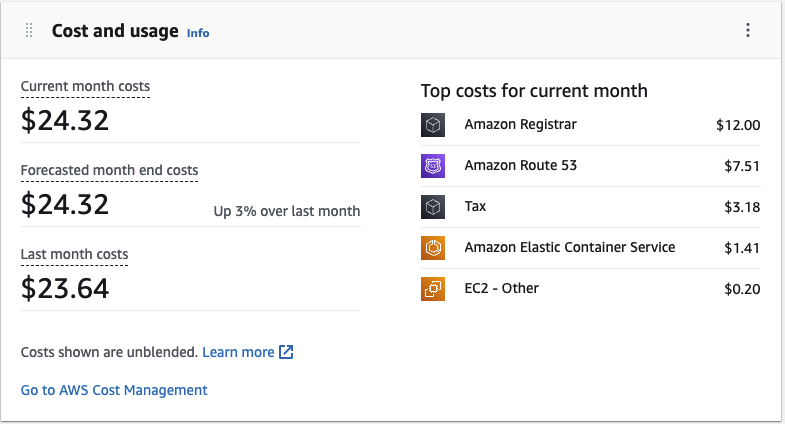 Cost and usage Info
Current month costs
$24.32
Forecasted month end costs
$24.32
Up 3% over last month
Last month costs
$23.64
Costs shown are unblended. Learn more
Go to AWS Cost Management
Top costs for current month
Amazon Registrar $12.00
Amazon Route 53 $7.51
Tax $3.18
Amazon Elastic Container Service $1.41
EC2 - Other $0.20